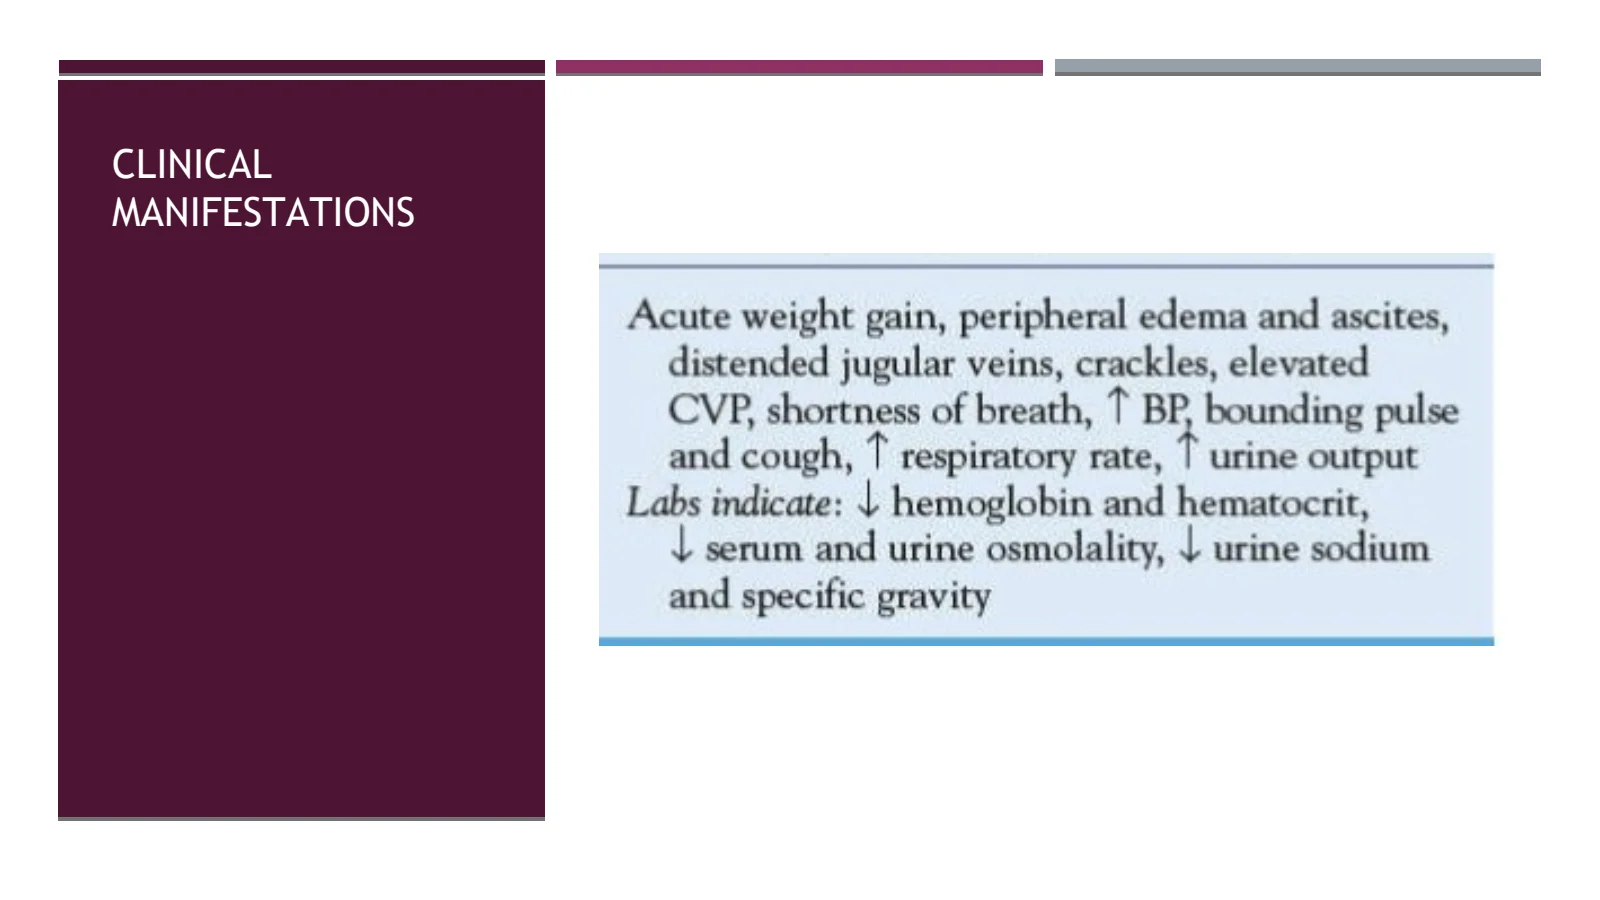 CLINICAL
MANIFESTATIONS
Acute weight gain, peripheral edema and ascites,
distended jugular veins, crackles, elevated
CVP, shortness of breath, ↑ BP, bounding pulse
and cough, ↑ respiratory rate, ↑ urine output
Labs indicate: ↓ hemoglobin and hematocrit,
↓ serum and urine osmolality, ↓ urine sodium
and specific gravity